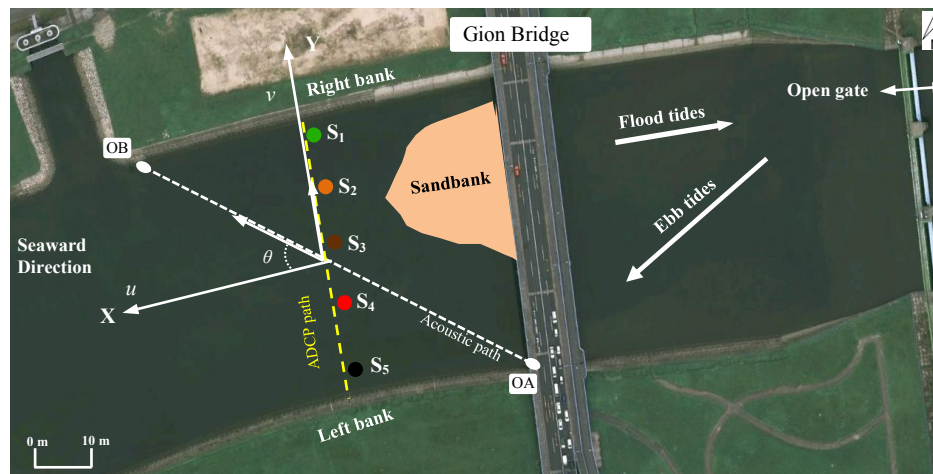 Gion Bridge
Y
v
Right bank
Open gate
Flood tides
S1
OB
S2
Sandbank
Ebb tides
S3
Seaward
Direction
θ
u
X
S4
ADCP path
Acoustic path
S5
OA
Left bank
0 m
10 m